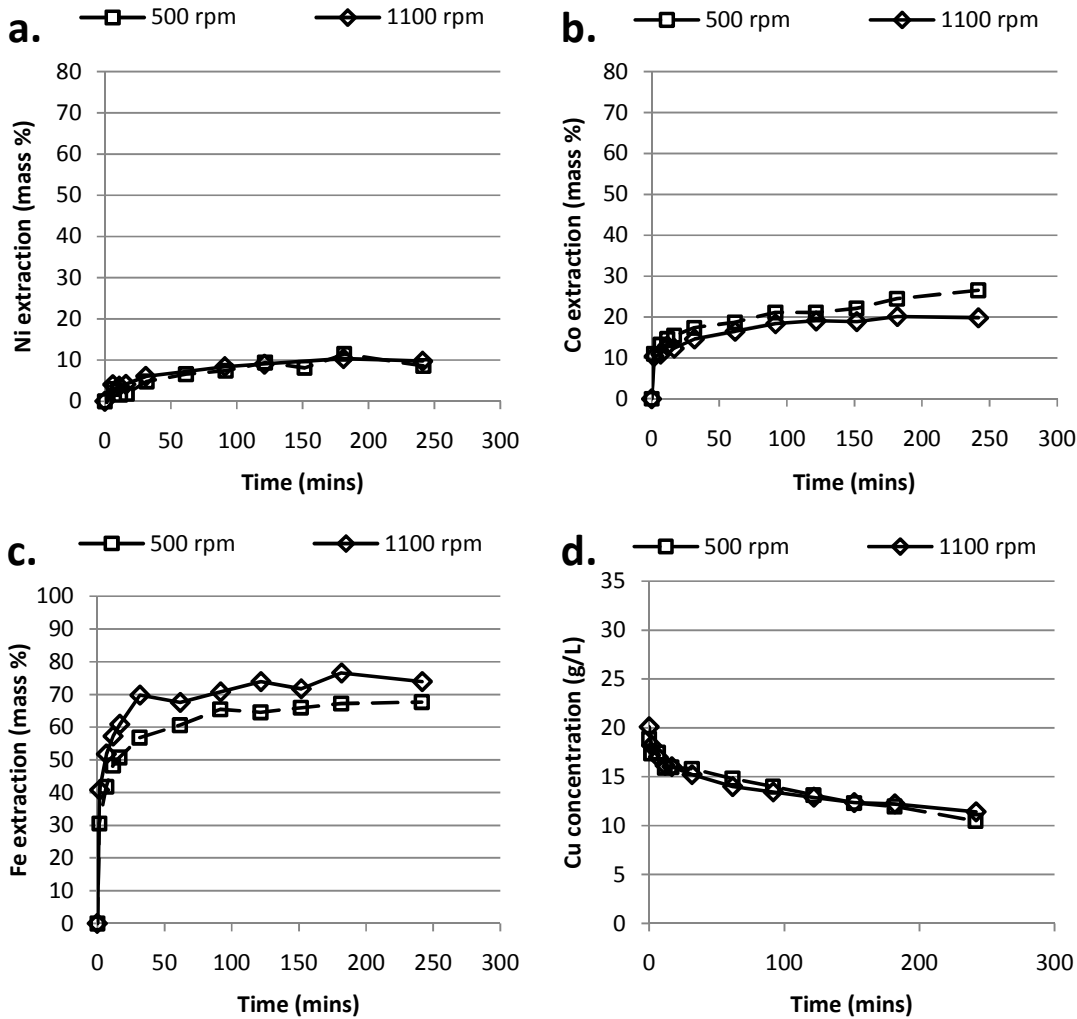 a.
500 rpm
1100 rpm
Ni extraction (mass %)
80
70
60
50
40
30
20
10
0
0 50 100 150 200 250 300
Time (mins)
b.
500 rpm
1100 rpm
Co extraction (mass %)
80
70
60
50
40
30
20
10
0
0 50 100 150 200 250 300
Time (mins)
c.
500 rpm
1100 rpm
Fe extraction (mass %)
100
90
80
70
60
50
40
30
20
10
0
0 50 100 150 200 250 300
Time (mins)
d.
500 rpm
1100 rpm
Cu concentration (g/L)
35
30
25
20
15
10
5
0
0 100 200 300
Time (mins)